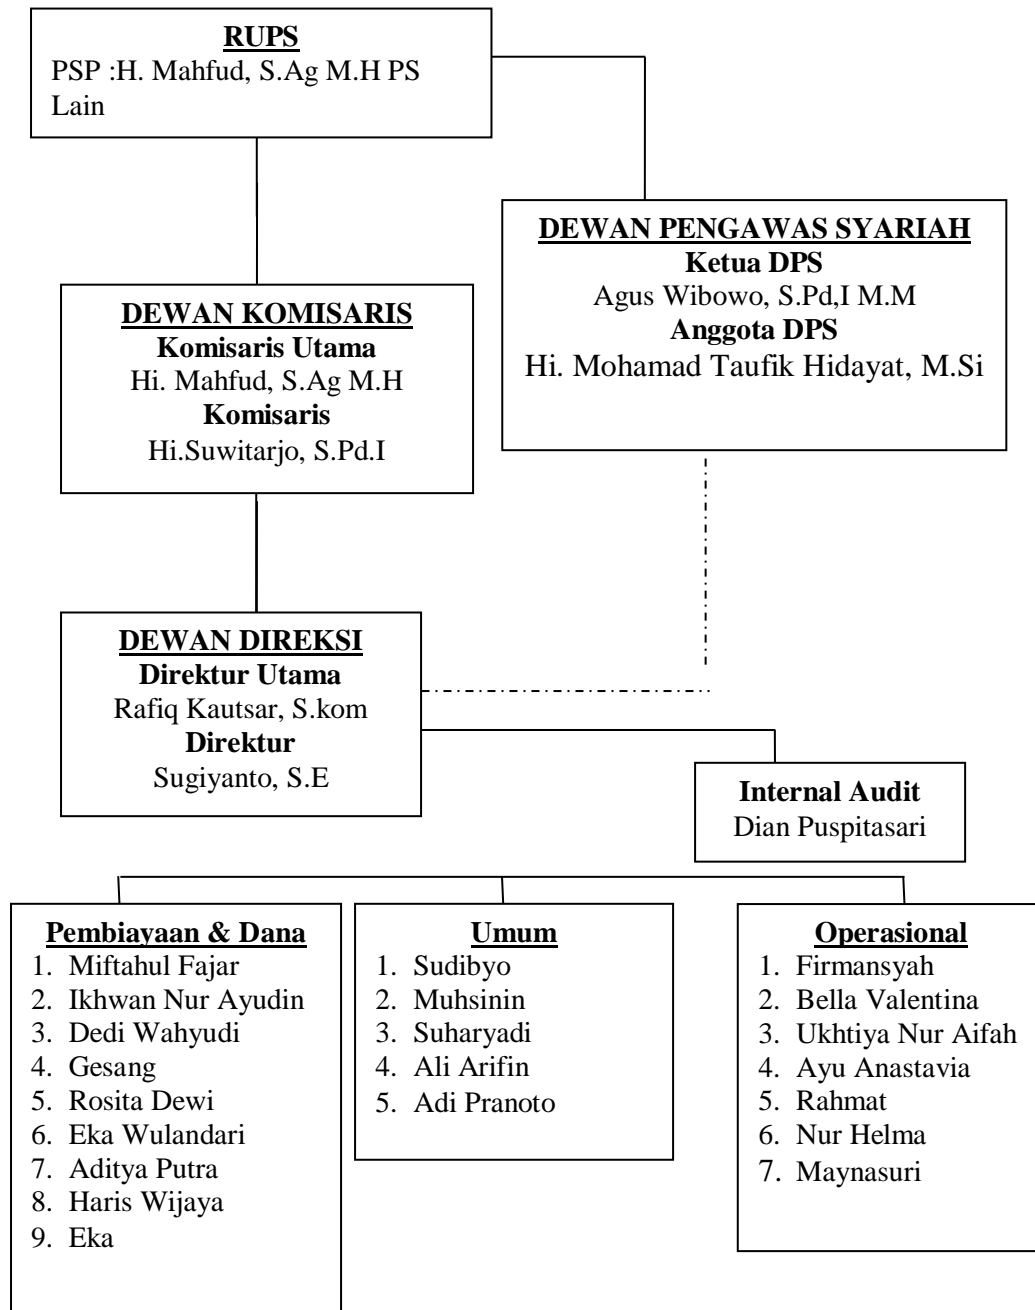 RUPS
PSP :H. Mahfud, S.Ag M.H PS
Lain
DEWAN PENGAWAS SYARIAH
Ketua DPS
Agus Wibowo, S.Pd,I M.M
Anggota DPS
Hi. Mohamad Taufik Hidayat, M.Si
DEWAN KOMISARIS
Komisaris Utama
Hi. Mahfud, S.Ag M.H
Komisaris
Hi.Suwitarjo, S.Pd.I
DEWAN DIREKSI
Direktur Utama
Rafiq Kautsar, S.kom
Direktur
Sugiyanto, S.E
Internal Audit
Dian Puspitasari
Pembiayaan & Dana
1. Miftahul Fajar
2. Ikhwan Nur Ayudin
3. Dedi Wahyudi
4. Gesang
5. Rosita Dewi
6. Eka Wulandari
7. Aditya Putra
8. Haris Wijaya
9. Eka
Umum
1. Sudibyo
2. Muhsinin
3. Suharyadi
4. Ali Arifin
5. Adi Pranoto
Operasional
1. Firmansyah
2. Bella Valentina
3. Ukhtiya Nur Aifah
4. Ayu Anastavia
5. Rahmat
6. Nur Helma
7. Maynasuri